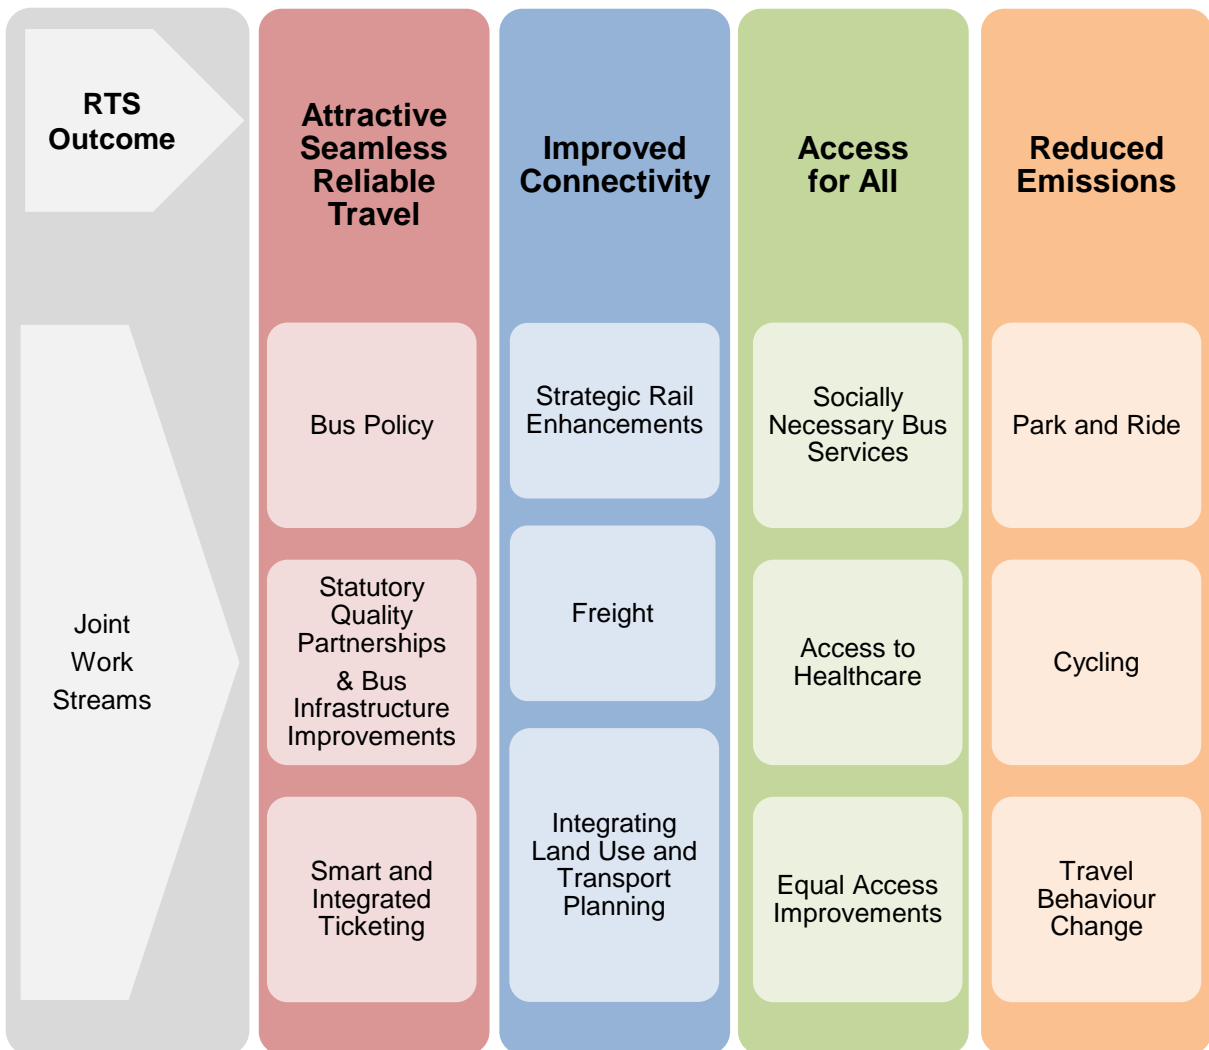 RTS
Outcome
Attractive
Seamless
Reliable
Travel
Improved
Connectivity
Access
for All
Reduced
Emissions
Joint
Work
Streams
Bus Policy
Statutory
Quality
Partnerships
& Bus
Infrastructure
Improvements
Smart and
Integrated
Ticketing
Strategic Rail
Enhancements
Freight
Integrating
Land Use and
Transport
Planning
Socially
Necessary Bus
Services
Access to
Healthcare
Equal Access
Improvements
Park and Ride
Cycling
Travel
Behaviour
Change